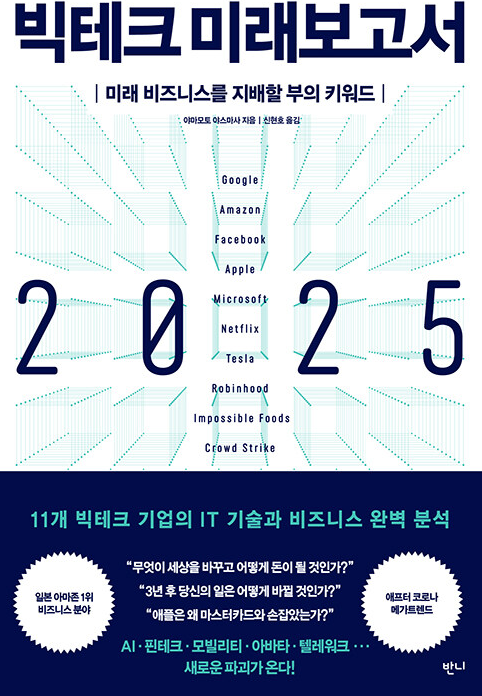 빅테크 미래보고서
| 미래 비즈니스를 지배할 부의 키워드 |
야마모토 야스마사 지음 | 신현호 옮김
Google
Amazon
Facebook
Apple
2025
Microsoft
Netflix
Tesla
Robinhood
Impossible Foods
Crowd Strike
11개 빅테크 기업의 IT 기술과 비즈니스 완벽 분석
일본 아마존 1위
비즈니스 분야
“무엇이 세상을 바꾸고 어떻게 돈이 될 것인가?”
“3년 후 당신의 일은 어떻게 바뀔 것인가?”
“애플은 왜 마스터카드와 손잡았는가?”
애프터 코로나
메가트렌드
AI · 핀테크 · 모빌리티 · 아바타 · 텔레워크 ···
새로운 파괴가 온다!
반니